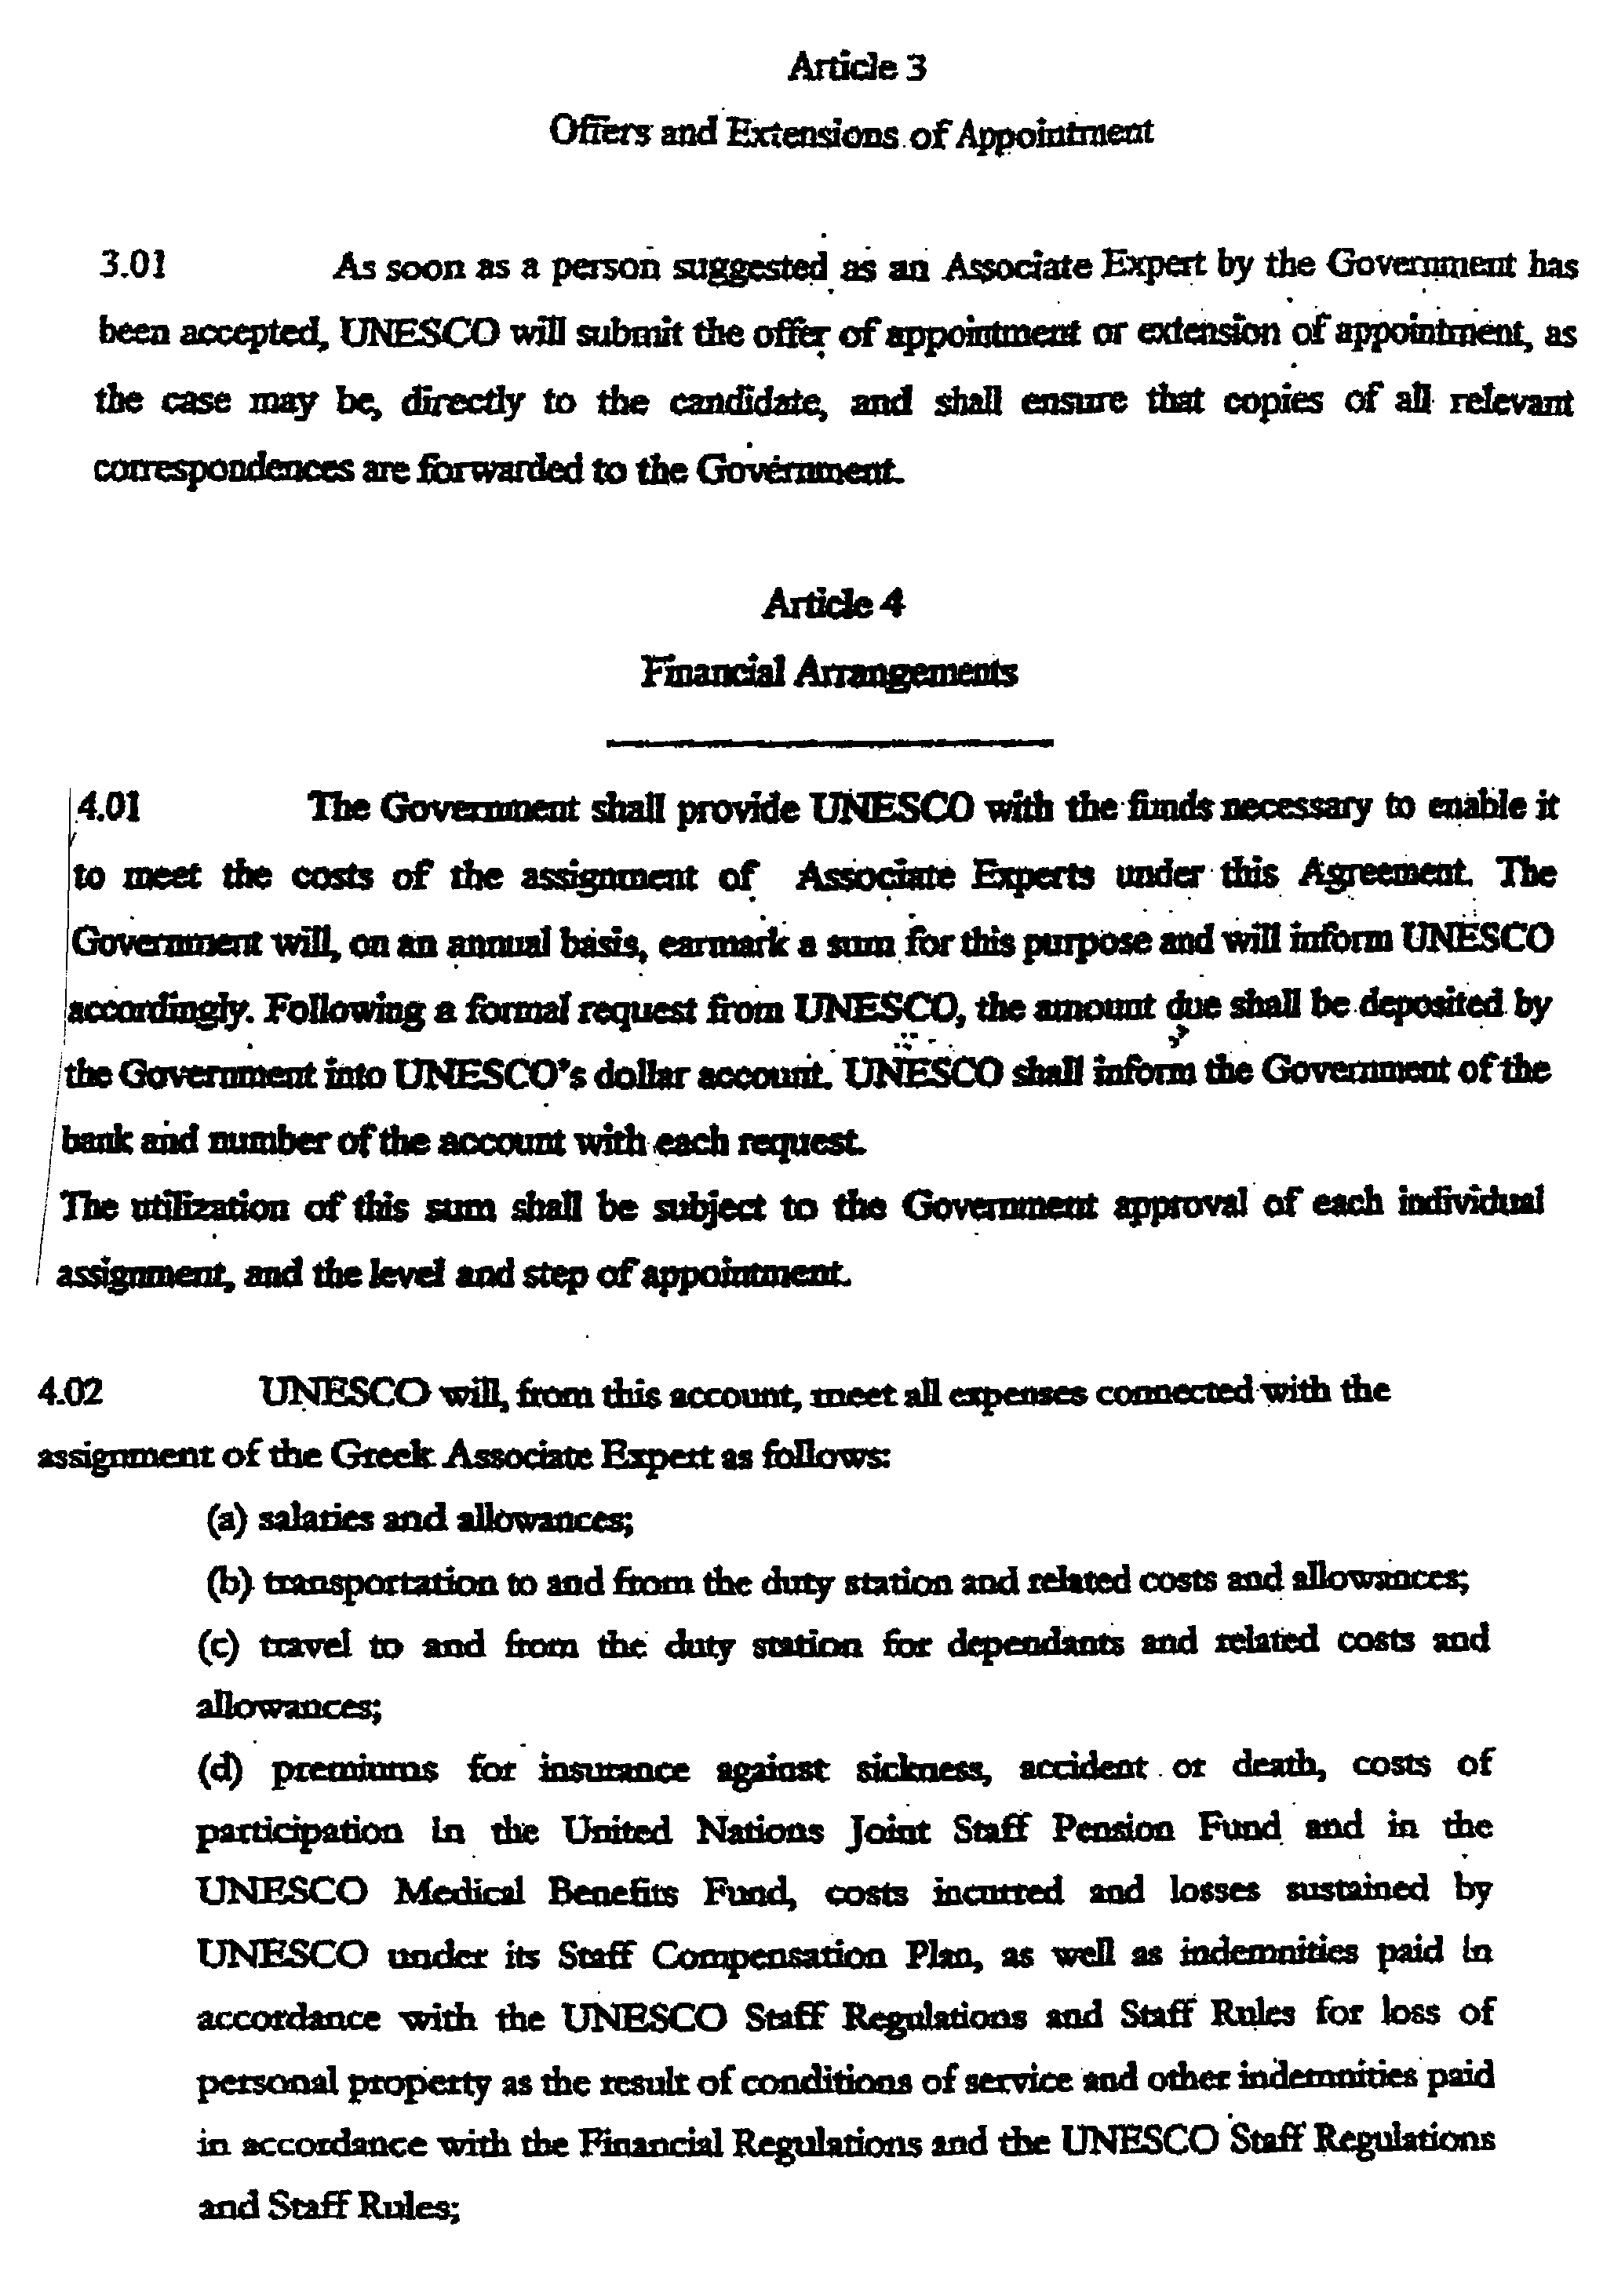 Article 3
Offers and Extensions of Appointment
3.01 As soon as a person suggested as an Associate Expert by the Government has
been accepted, UNESCO will submit the offer of appointment or extension of appointment, as
the case may be, directly to the candidate, and shall ensure that copies of all relevant
correspondences are forwarded to the Government.
Article 4
Financial Arrangements
4.01 The Government shall provide UNESCO with the funds necessary to enable it
to meet the costs of the assignment of Associate Experts under this Agreement. The
Government will, on an annual basis, earmark a sum for this purpose and will inform UNESCO
accordingly. Following a formal request from UNESCO, the amount due shall be deposited by
the Government into UNESCO's dollar account. UNESCO shall inform the Government of the
bank and number of the account with each request.
The utilization of this sum shall be subject to the Government approval of each individual
assignment, and the level and step of appointment.
4.02 UNESCO will, from this account, meet all expenses connected with the
assignment of the Greek Associate Expert as follows:
(a) salaries and allowances;
(b) transportation to and from the duty station and related costs and allowances;
(c) travel to and from the duty station for dependants and related costs and
allowances;
(d) premiums for insurance against sickness, accident or death, costs of
participation in the United Nations Joint Staff Pension Fund and in the
UNESCO Medical Benefits Fund, costs incurred and losses sustained by
UNESCO under its Staff Compensation Plan, as well as indemnities paid in
accordance with the UNESCO Staff Regulations and Staff Rules for loss of
personal property as the result of conditions of service and other indemnities paid
in accordance with the Financial Regulations and the UNESCO Staff Regulations
and Staff Rules;